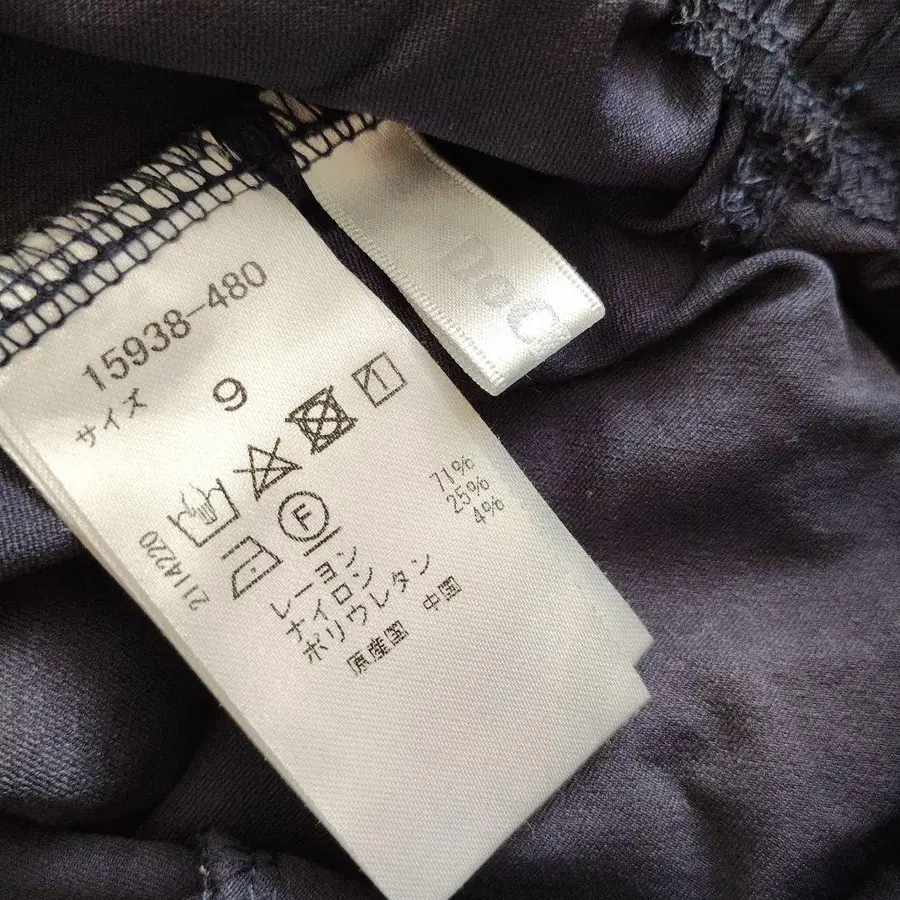 15938-480
サイズ 9
2114220
F
レーヨン 71%
ナイロン 25%
ポリウレタン 4%
原産国 中国